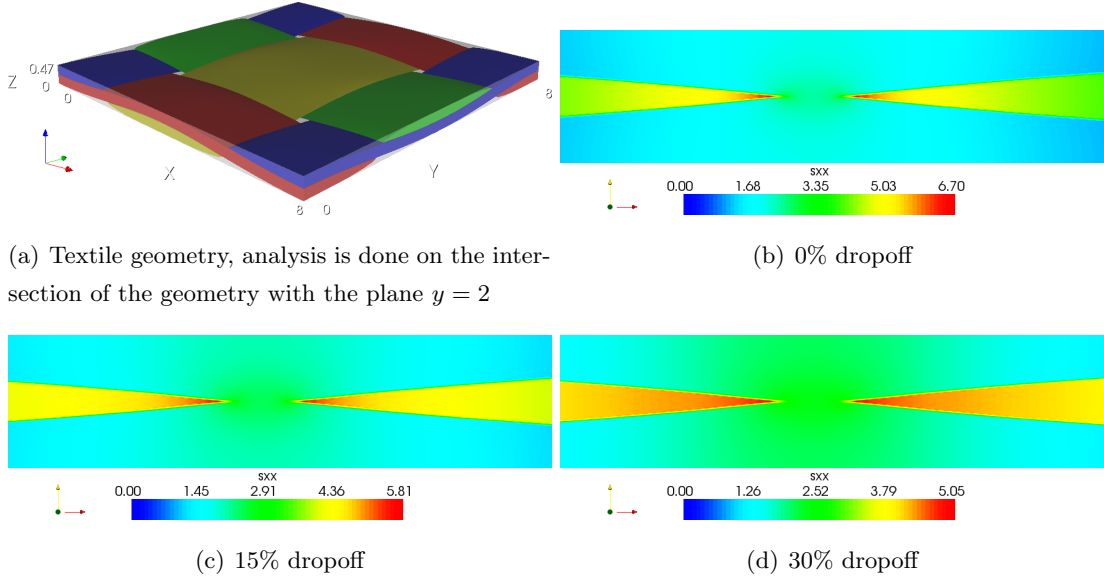 Z
0.47
0
0
X
8
0
Y
8
sxx
0.00 1.68 3.35 5.03 6.70
(a) Textile geometry, analysis is done on the inter-
section of the geometry with the plane y = 2
(b) 0% dropoff
sxx
0.00 1.45 2.91 4.36 5.81
sxx
0.00 1.26 2.52 3.79 5.05
(c) 15% dropoff
(d) 30% dropoff